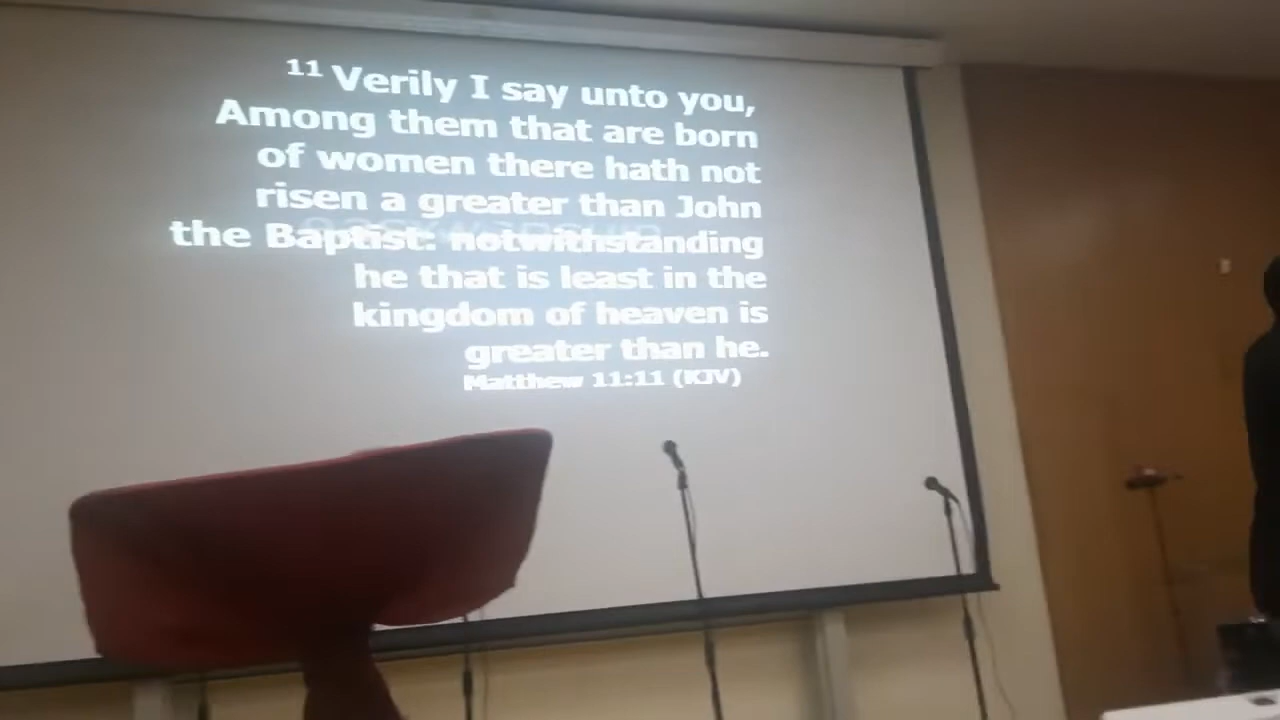 11 Verily I say unto you,
Among them that are born
of women there hath not
risen a greater than John
the Baptist: notwithstanding
he that is least in the
kingdom of heaven is
greater than he.
Matthew 11:11 (KJV)